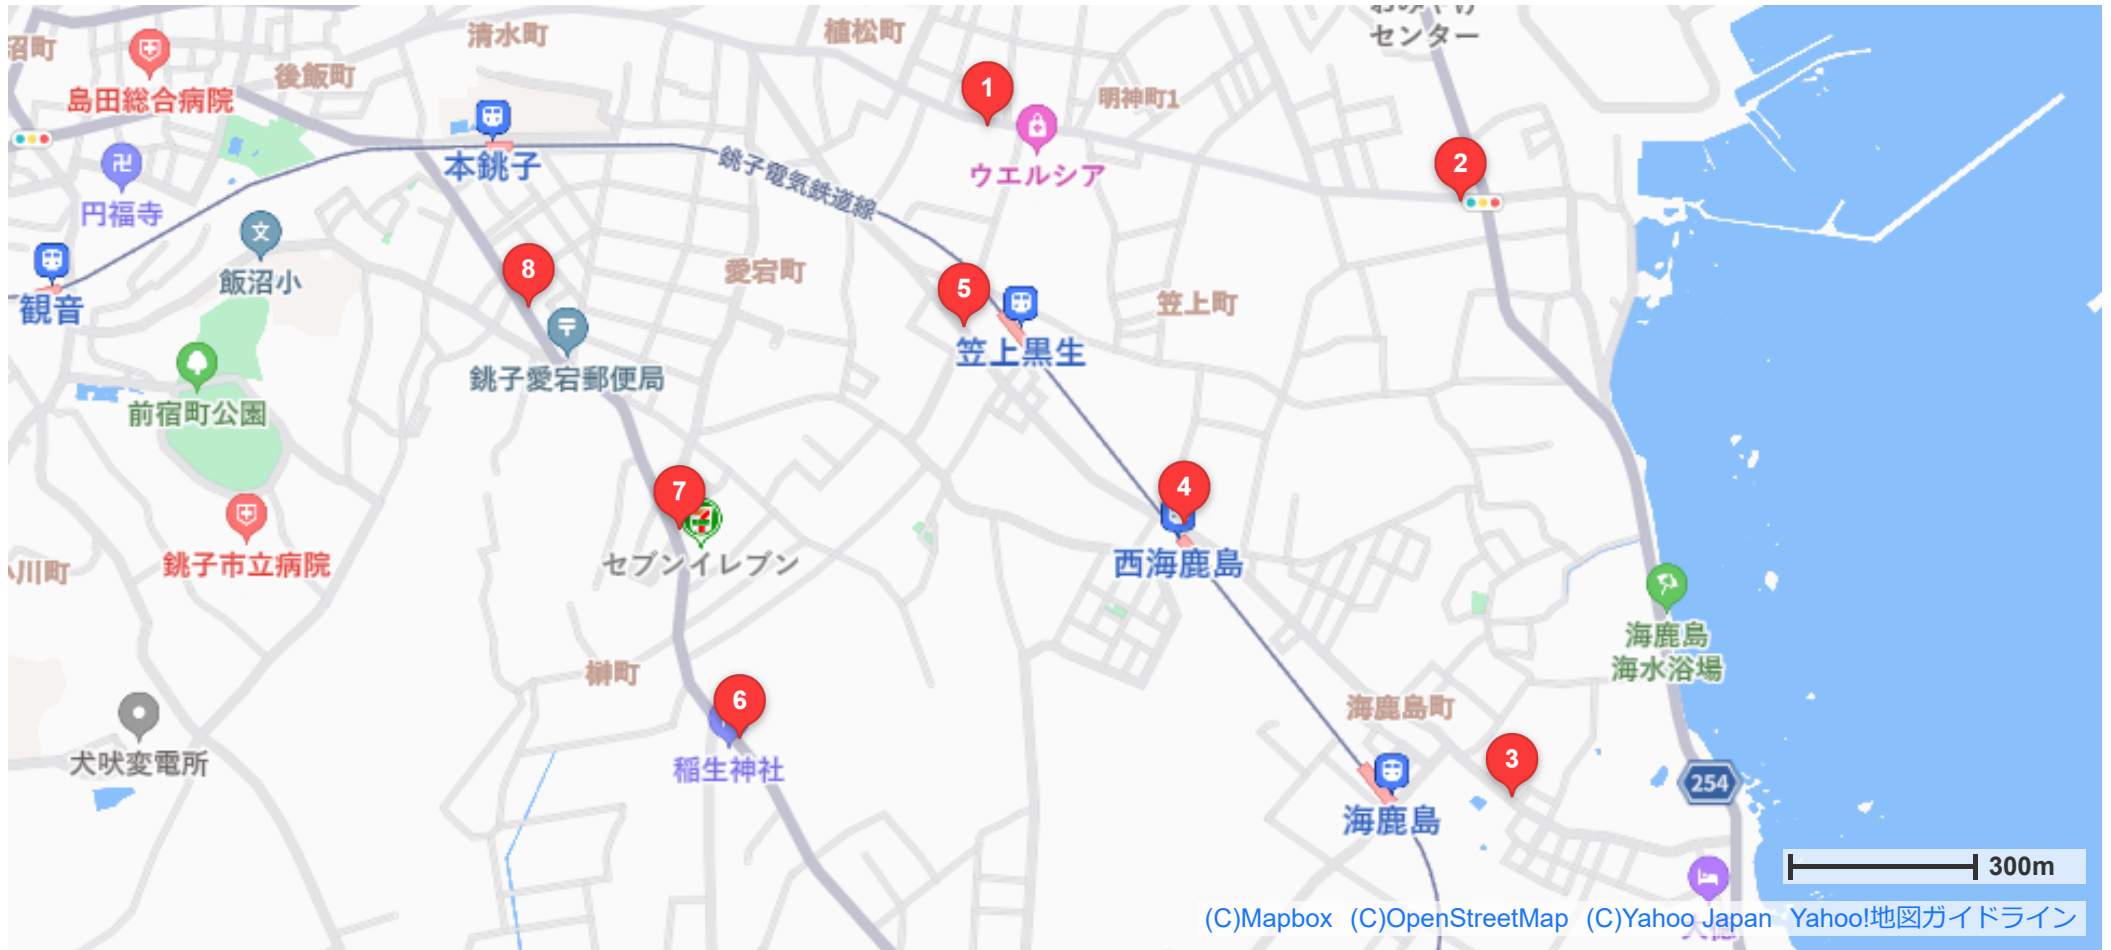 センター
清水町
植松町
沼町
後飯町
島田総合病院
明神町1
1
本銚子
銚子電気鉄道線
ウエルシア
2
円福寺
飯沼小
観音
8
愛宕町
5
笠上町
笠上黒生
銚子愛宕郵便局
前宿町公園
7
4
セブンイレブン
西海鹿島
銚子市立病院
川町
海鹿島
海水浴場
榊町
6
稲生神社
犬吠変電所
海鹿島町
3
海鹿島
254
300m
(C)Mapbox (C)OpenStreetMap (C)Yahoo Japan Yahoo!地図ガイドライン